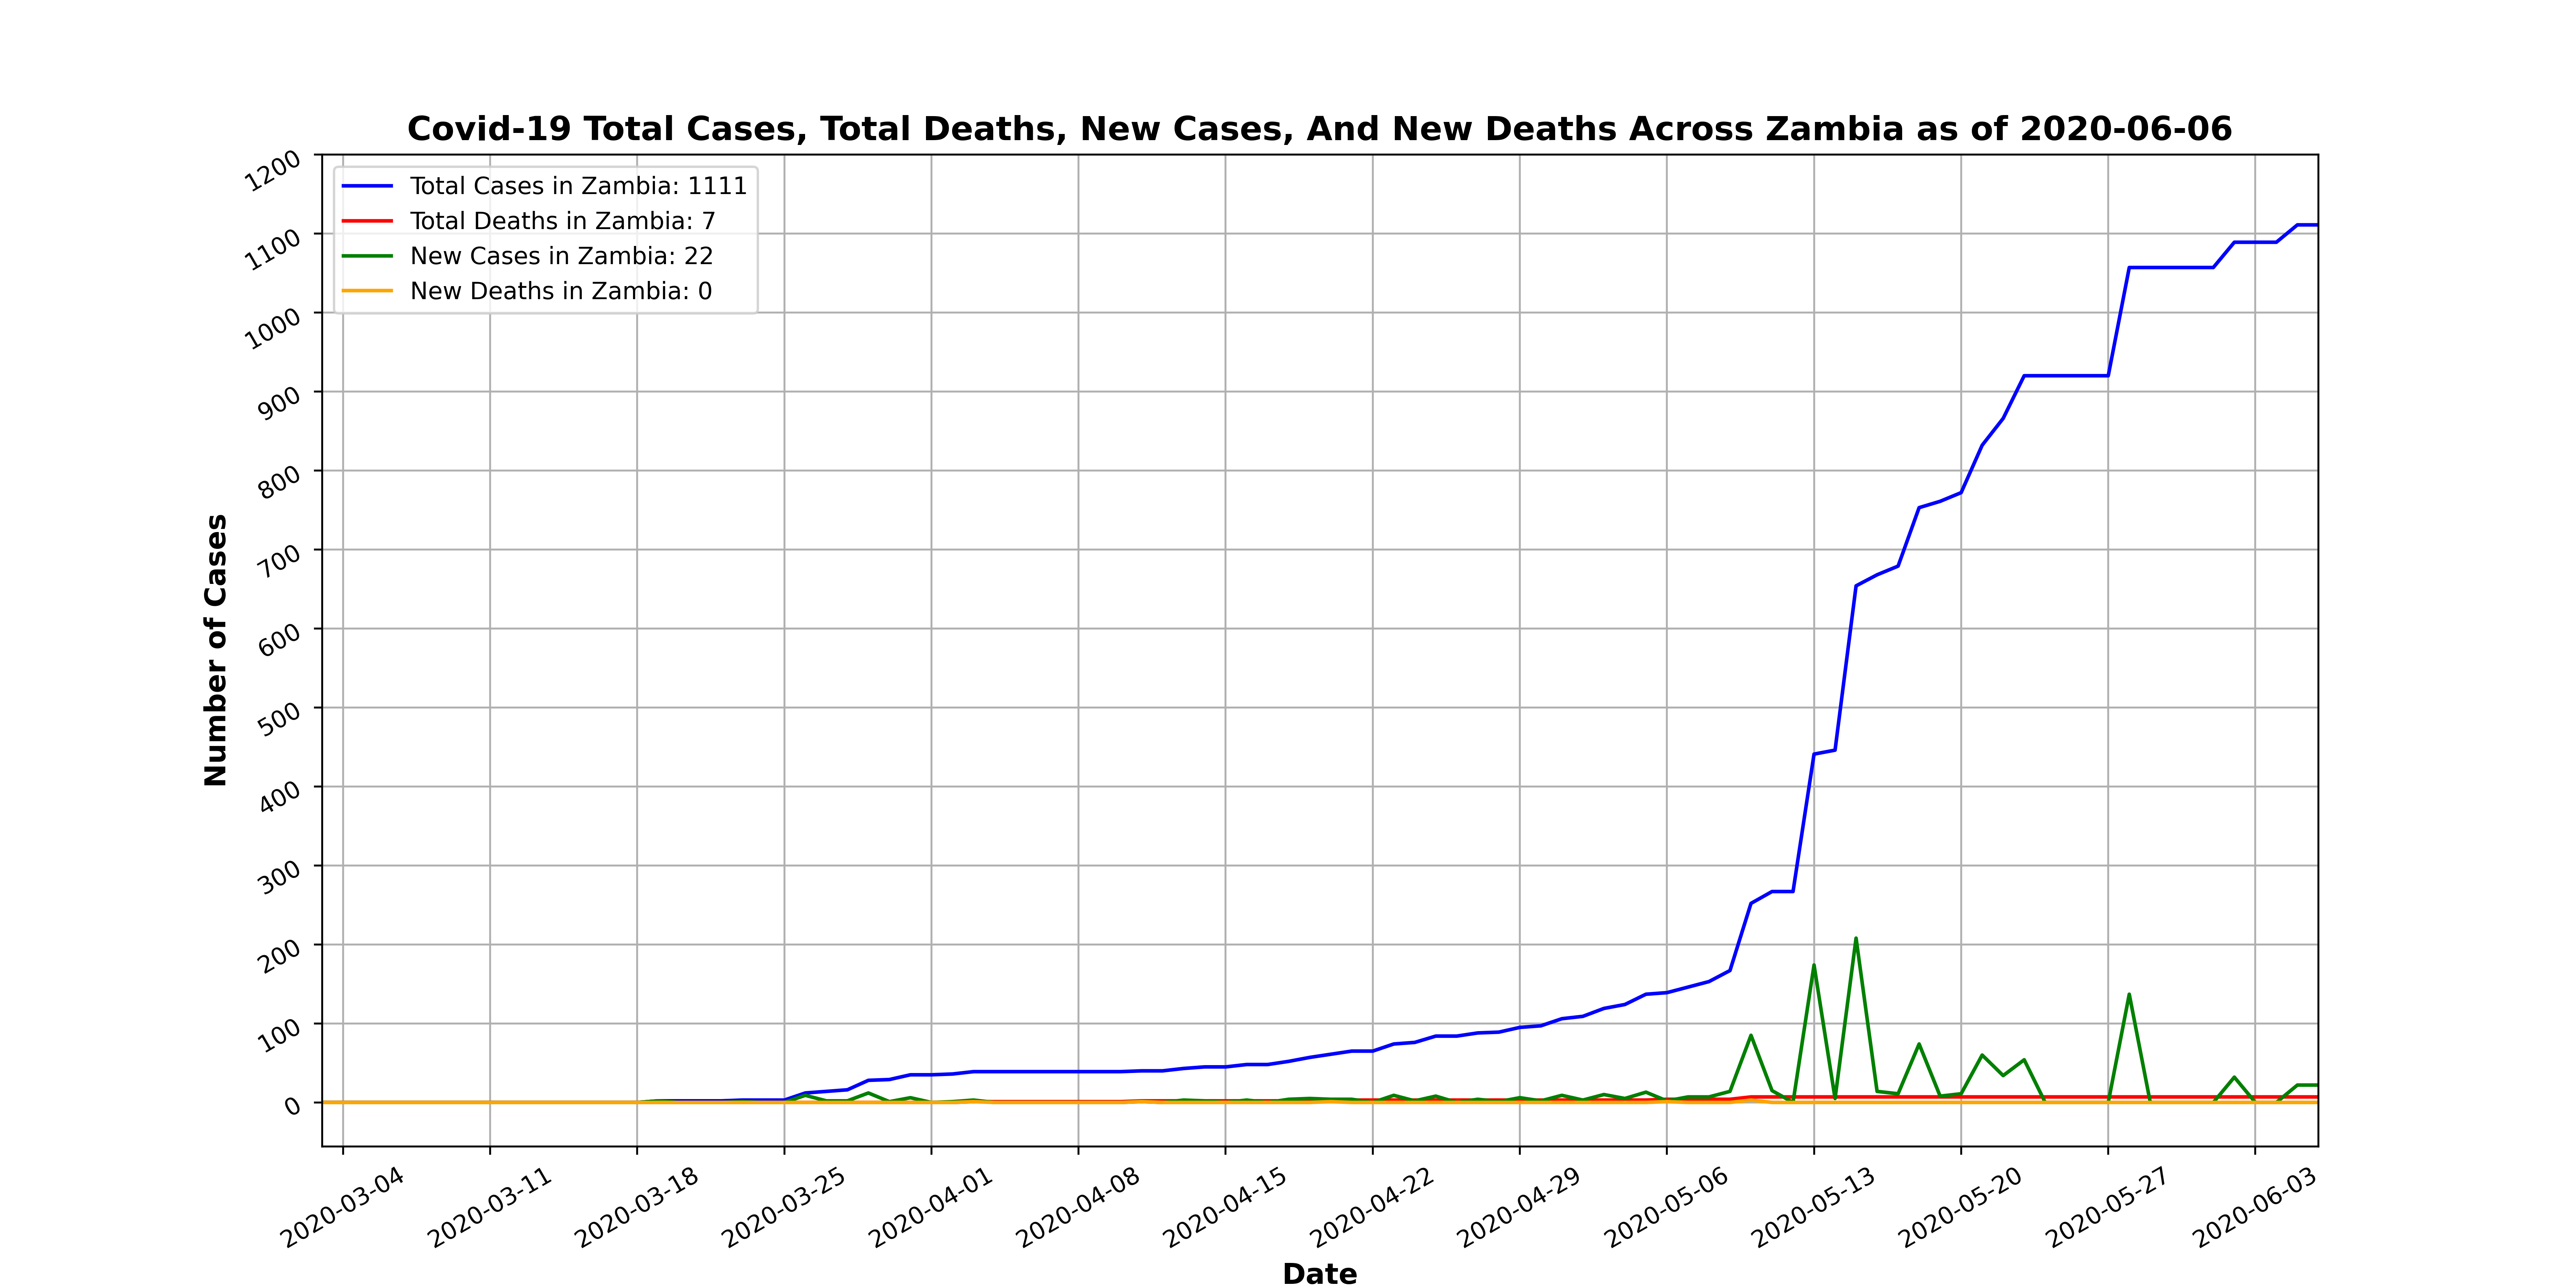 Covid-19 Total Cases, Total Deaths, New Cases, And New Deaths Across Zambia as of 2020-06-06
Total Cases in Zambia: 1111
Total Deaths in Zambia: 7
New Cases in Zambia: 22
New Deaths in Zambia: 0
Number of Cases
1200
1100
1000
900
800
700
600
500
400
300
200
100
0
2020-03-04 2020-03-11 2020-03-18 2020-03-25 2020-04-01 2020-04-08 2020-04-15 2020-04-22 2020-04-29 2020-05-06 2020-05-13 2020-05-20 2020-05-27 2020-06-03
Date